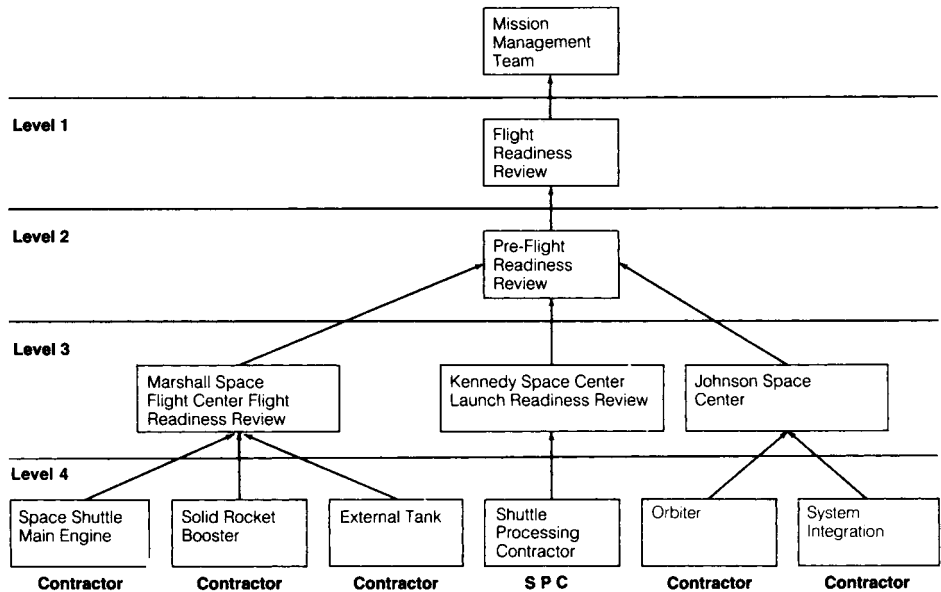 Mission
Management
Team
Level 1
Flight
Readiness
Review
Level 2
Pre-Flight
Readiness
Review
Level 3
Marshall Space
Flight Center Flight
Readiness Review
Kennedy Space Center
Launch Readiness Review
Johnson Space
Center
Level 4
Space Shuttle
Main Engine
Solid Rocket
Booster
External Tank
Shuttle
Processing
Contractor
Orbiter
System
Integration
Contractor
Contractor
Contractor
S P C
Contractor
Contractor